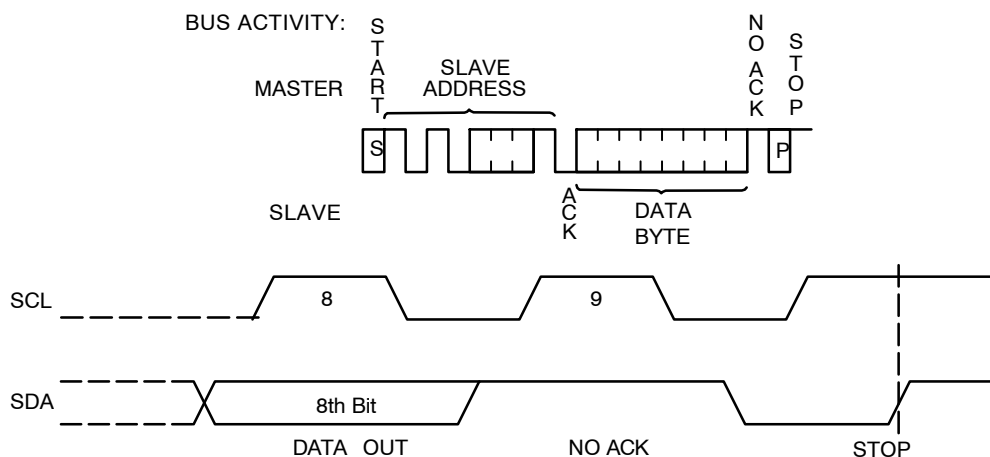 BUS ACTIVITY:
MASTER
START
SLAVE
ADDRESS
NO ACK
STOP
S
P
SLAVE
ACK
DATA
BYTE
SCL
8
9
SDA
8th Bit
DATA OUT
NO ACK
STOP